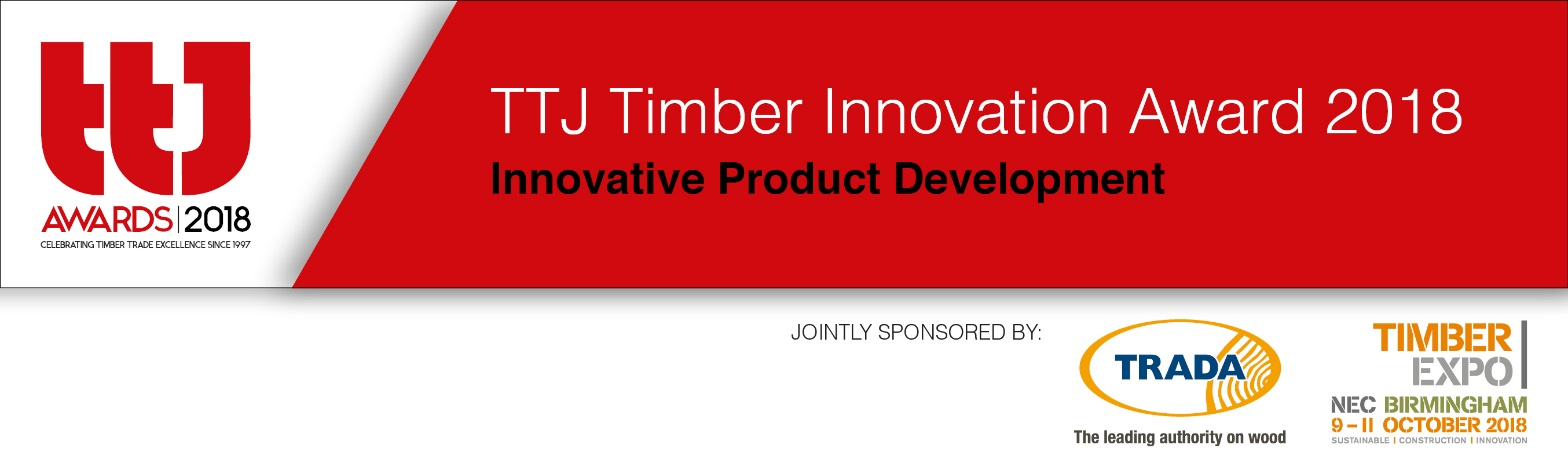 ttJ
AWARDS|2018
CELEBRATING TIMBER TRADE EXCELLENCE SINCE 1997
TTJ Timber Innovation Award 2018
Innovative Product Development
JOINTLY SPONSORED BY:
TRADA
The leading authority on wood
TIMBER
EXPO
NEC BIRMINGHAM
9 – 11 OCTOBER 2018
SUSTAINABLE | CONSTRUCTION | INNOVATION